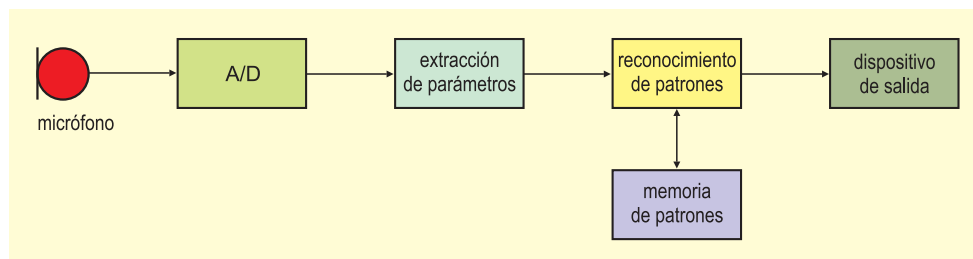 micrófono
A/D
extracción
de parámetros
reconocimiento
de patrones
dispositivo
de salida
memoria
de patrones